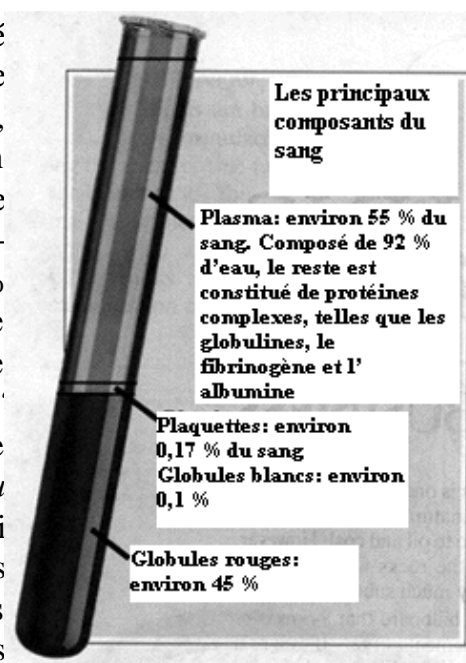 Les principaux
composants du
sang
Plasma: environ 55 % du
sang. Composé de 92 %
d'eau, le reste est
constitué de protéines
complexes, telles que les
globulines, le
fibrinogène et l'
albumine
Plaquettes: environ
0,17 % du sang
Globules blancs: environ
0,1 %
Globules rouges:
environ 45 %